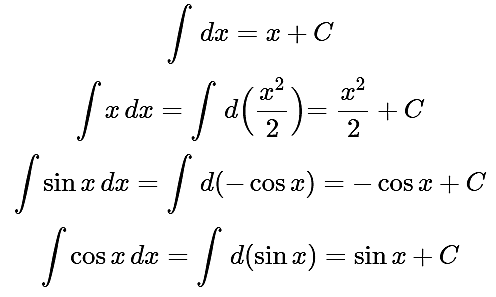 ∫ dx = x + C
∫ x dx = ∫ d(x²/2) = x²/2 + C
∫ sin x dx = ∫ d(− cos x) = − cos x + C
∫ cos x dx = ∫ d(sin x) = sin x + C